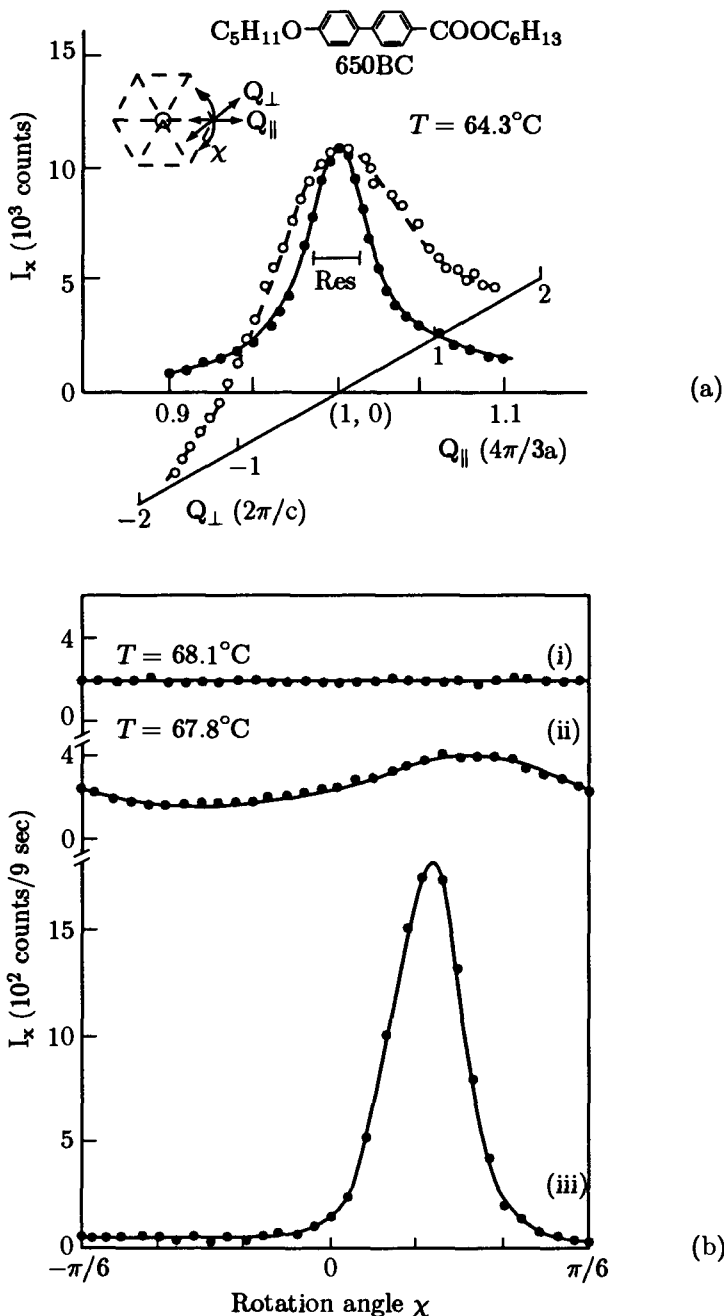 C₅H₁₁O COOC₆H₁₃
650BC
15
10
5
0
I_x (10³ counts)
Q⊥
Q∥
χ
T = 64.3°C
Res
2
1
0.9 (1, 0) 1.1
Q∥ (4π/3a)
−1
−2
Q⊥ (2π/c)
(a)
4
T = 68.1°C (i)
0
T = 67.8°C (ii)
4
0
15
10
5
0
I_x (10² counts/9 sec)
(iii)
−π/6 0 π/6
Rotation angle χ
(b)